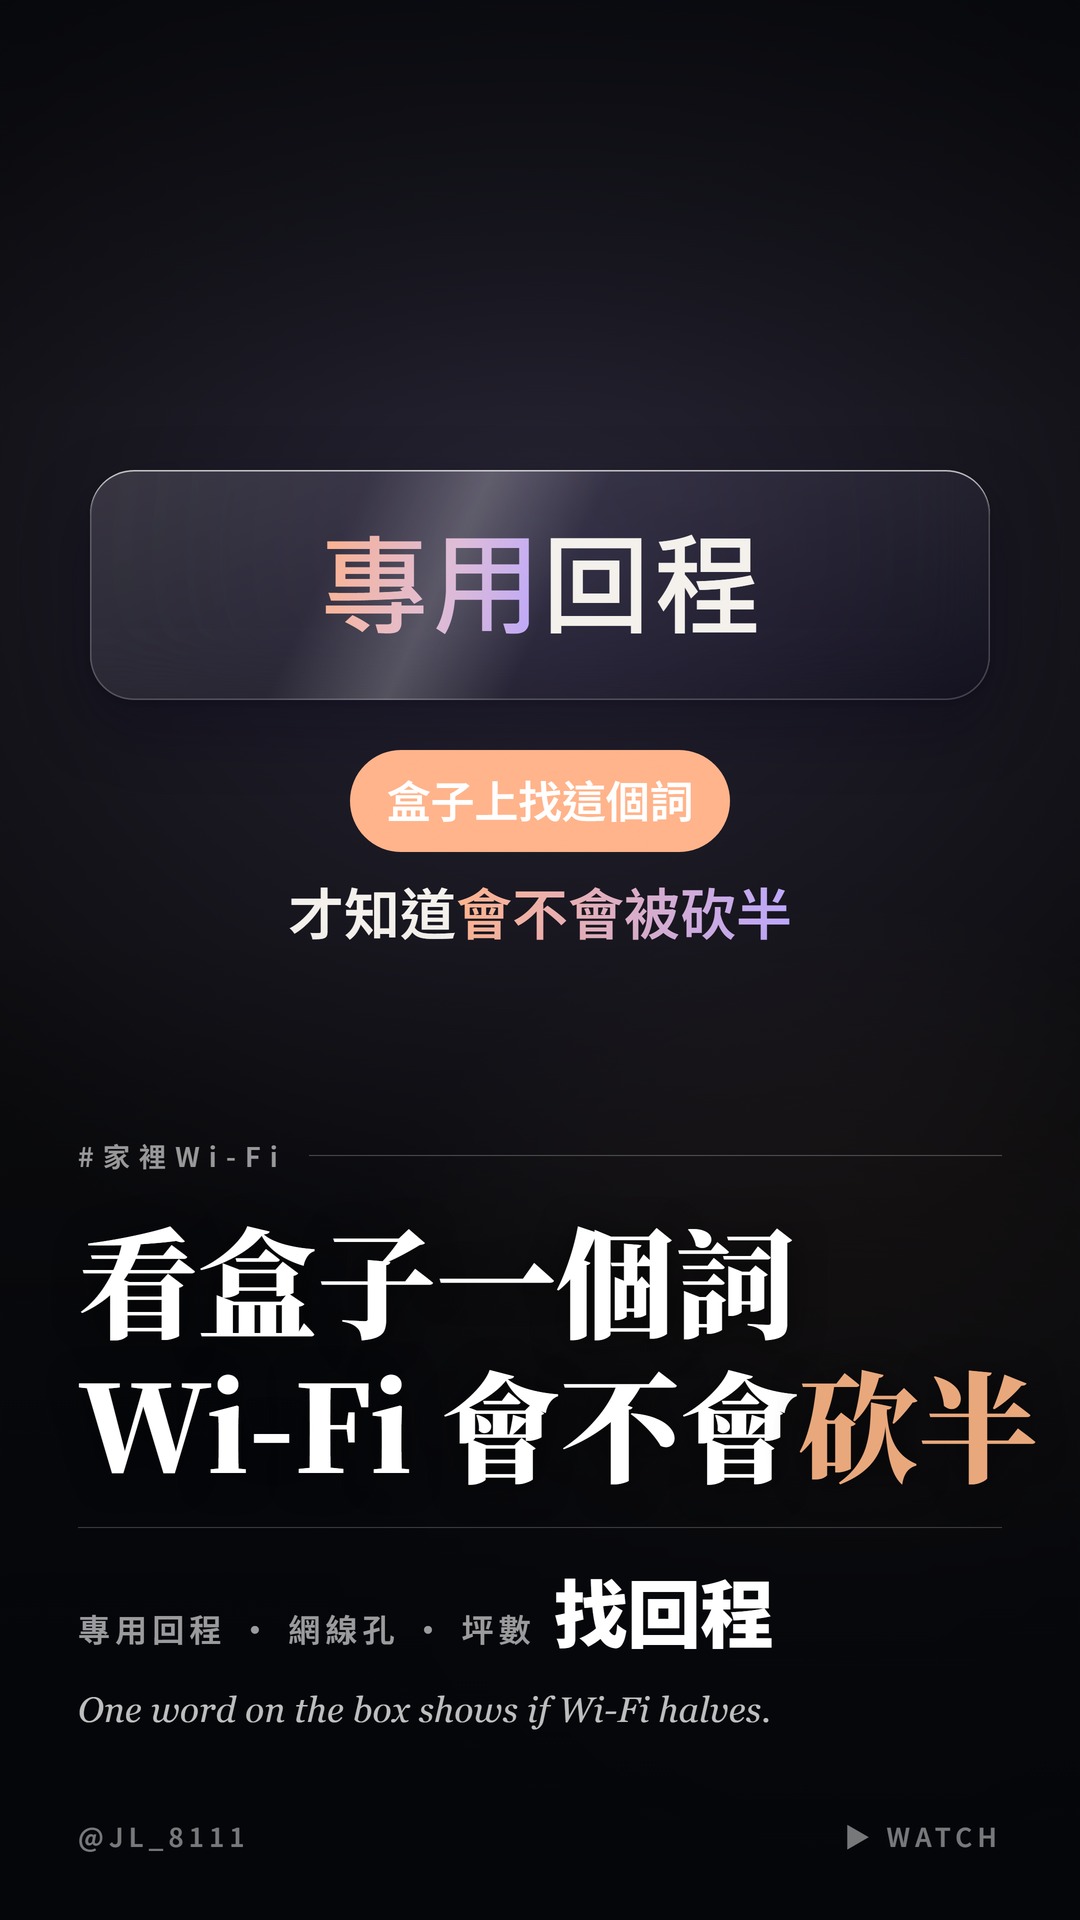 專用回程
盒子上找這個詞
才知道會不會被砍半
#家裡Wi-Fi
看盒子一個詞
Wi-Fi 會不會砍半
專用回程 • 網線孔 • 坪數 找回程
One word on the box shows if Wi-Fi halves.
@JL_8111
▶ WATCH